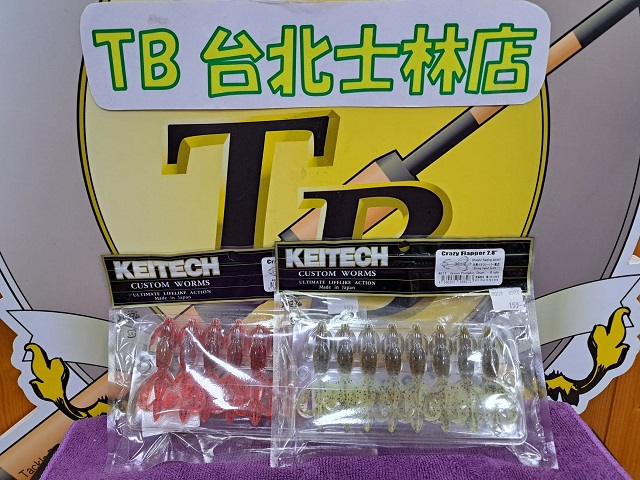 TB 台北士林店
TB
KEITECH
CUSTOM WORMS
ULTIMATE LIFELIKE ACTION
Made in Japan
KEITECH
CUSTOM WORMS
ULTIMATE LIFELIKE ACTION
Made in Japan
Crazy Flapper 2.8"
Tackle